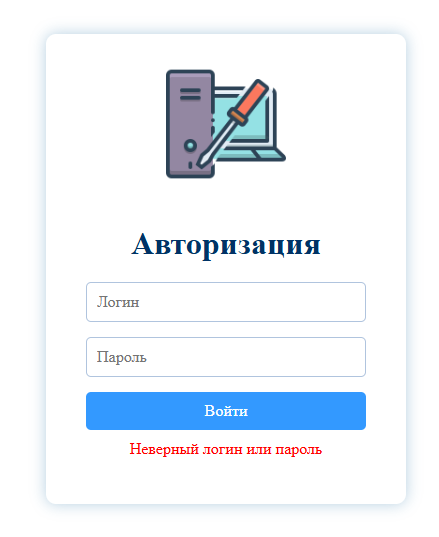 Авторизация
Логин
Пароль
Войти
Неверный логин или пароль